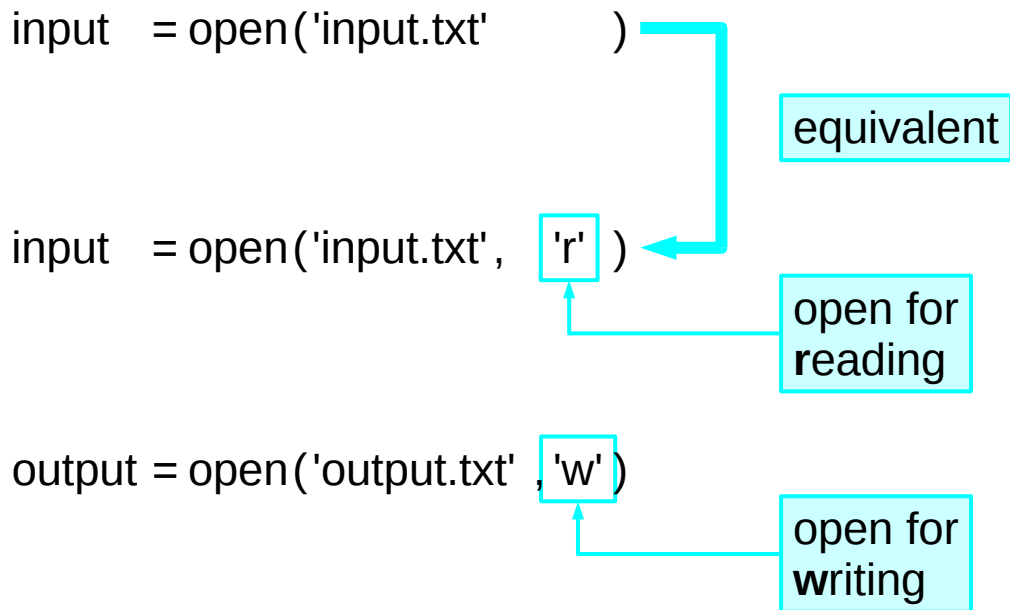 input = open('input.txt' )
equivalent
input = open('input.txt', 'r' )
open for
reading
output = open('output.txt' ,'w')
open for
writing